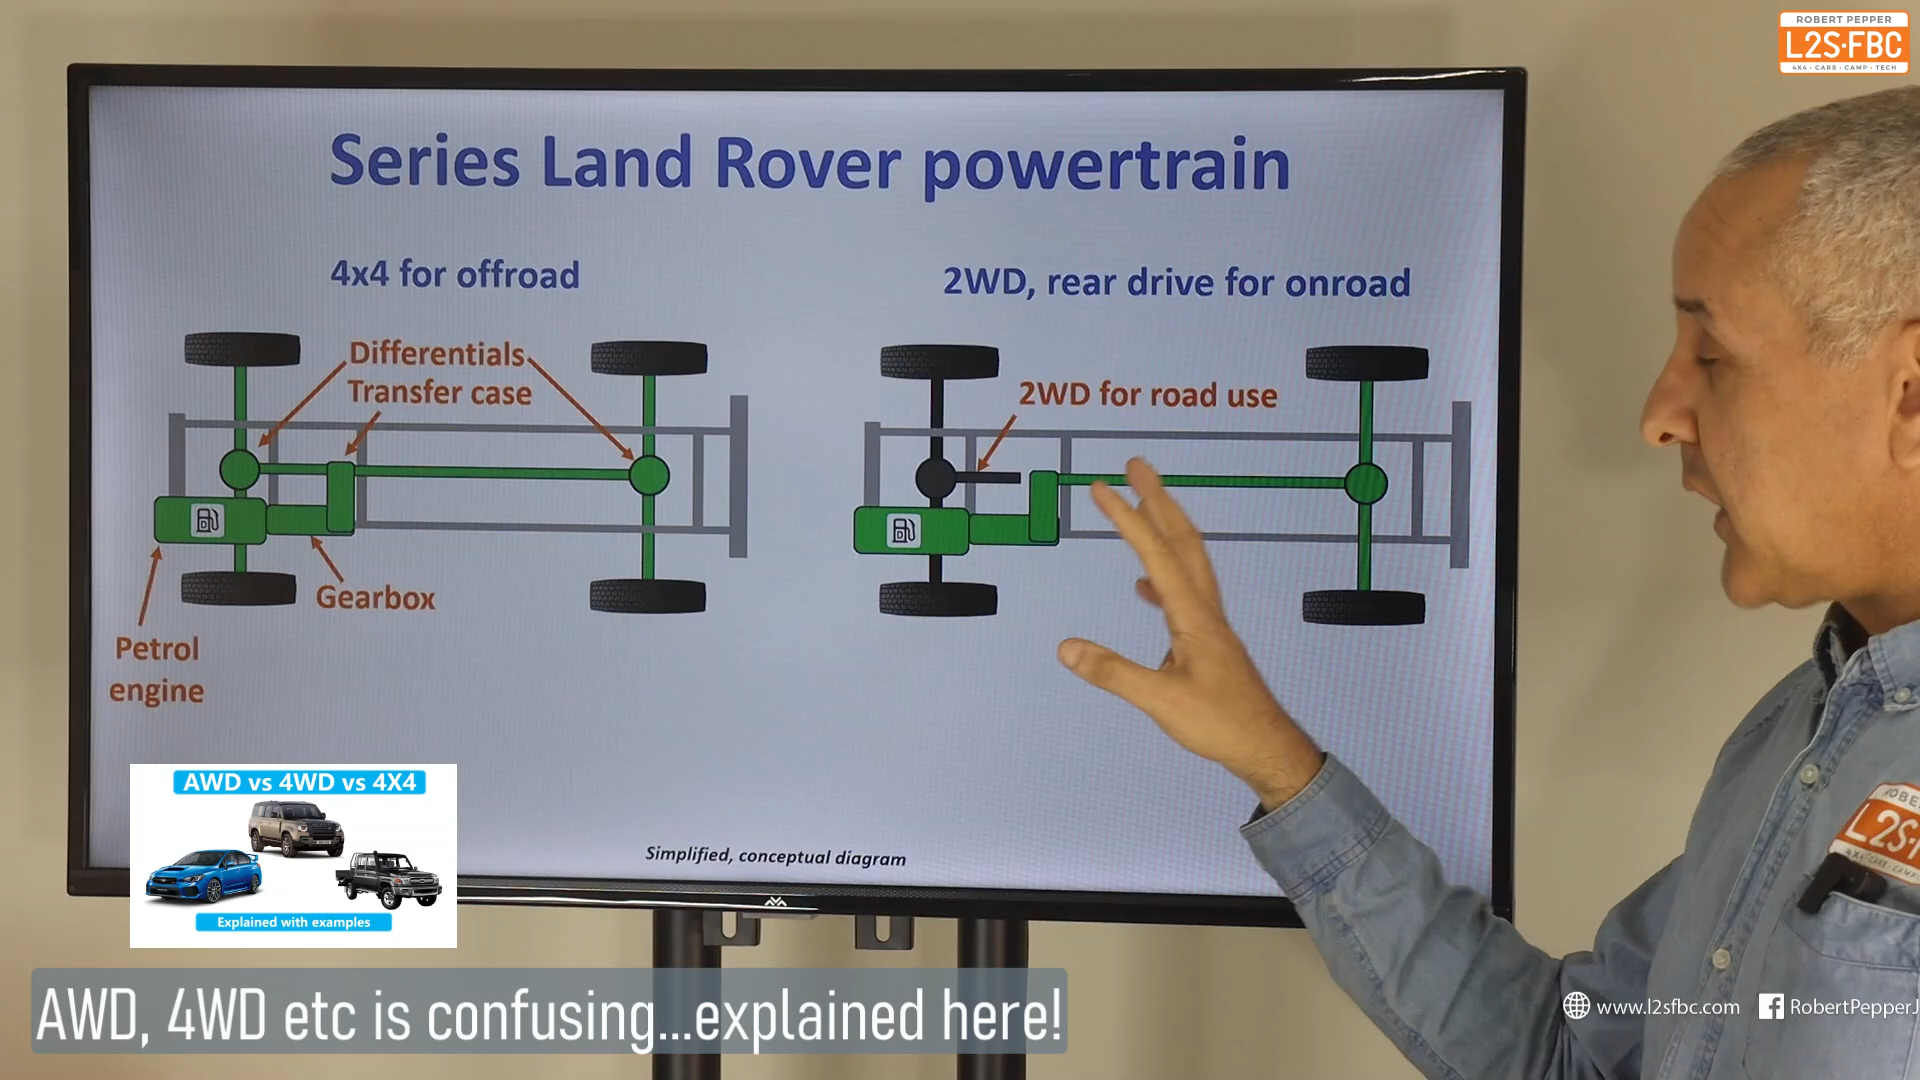 ROBERT PEPPER
L2S·FBC
4X4 · CARS · CAMP · TECH
Series Land Rover powertrain
4x4 for offroad
2WD, rear drive for onroad
Differentials
Transfer case
2WD for road use
Gearbox
Petrol
engine
Simplified, conceptual diagram
AWD vs 4WD vs 4X4
Explained with examples
AWD, 4WD etc is confusing...explained here!
www.l2sfbc.com
RobertPepperJ